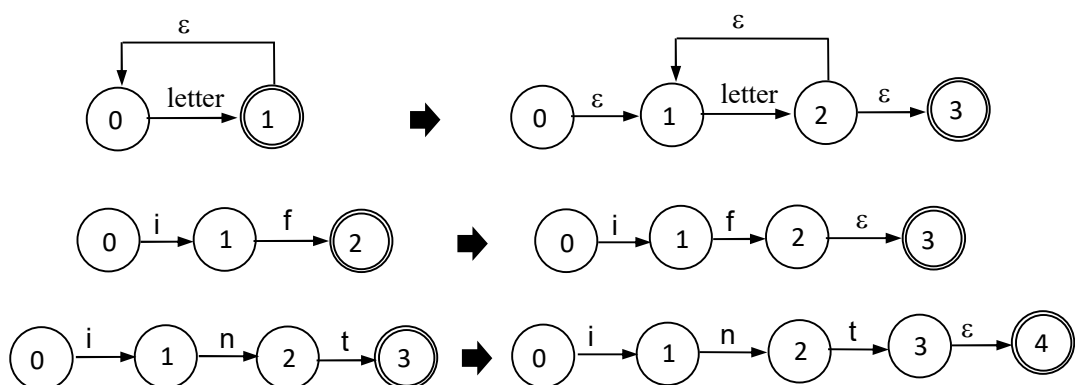 ε ε
letter letter
0 1 0 ε 1 2 ε 3
0 i 1 f 2 0 i 1 f 2 ε 3
0 i 1 n 2 t 3 0 i 1 n 2 t 3 ε 4